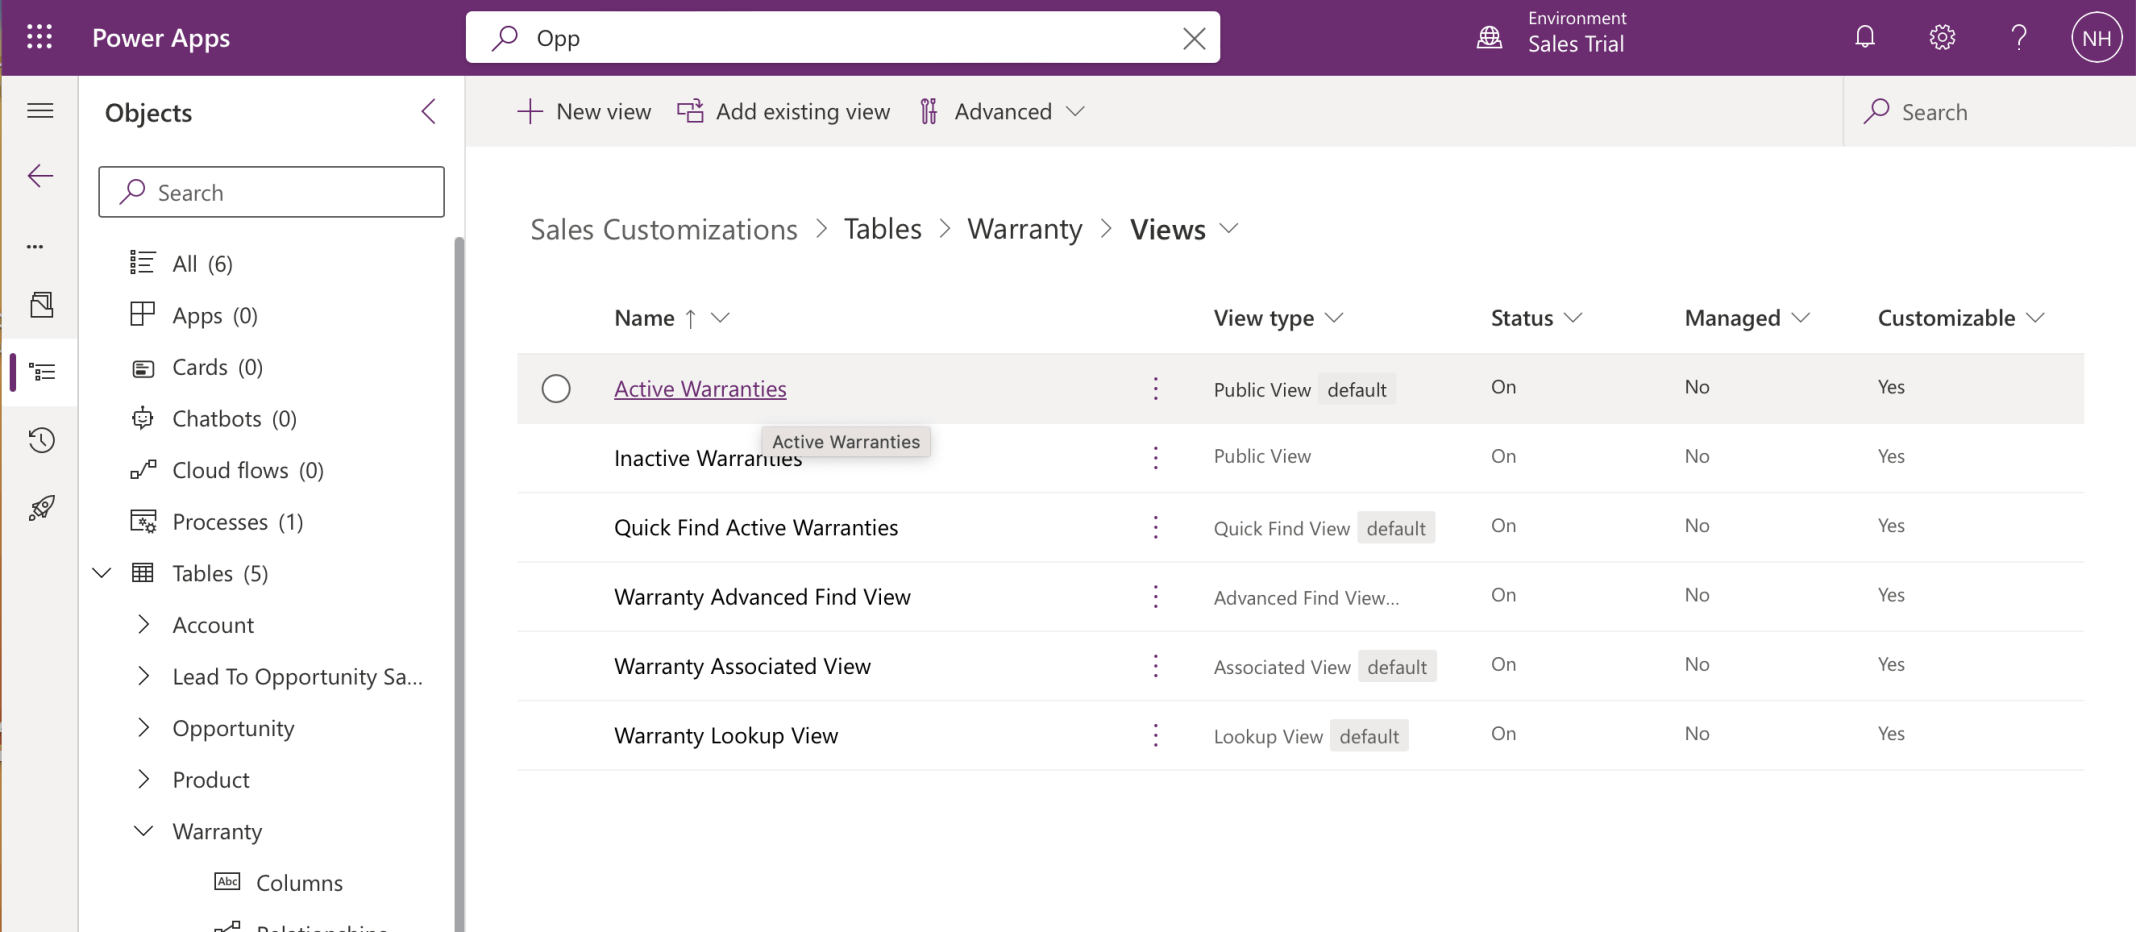 Power Apps
Opp
Environment
Sales Trial
NH
Objects
Search
New view
Add existing view
Advanced
Search
Sales Customizations > Tables > Warranty > Views
All (6)
Apps (0)
Cards (0)
Chatbots (0)
Cloud flows (0)
Processes (1)
Tables (5)
Account
Lead To Opportunity Sa...
Opportunity
Product
Warranty
Abc Columns
Relationships
Name View type Status Managed Customizable
Active Warranties Public View default On No Yes
Active Warranties
Inactive Warranties Public View On No Yes
Quick Find Active Warranties Quick Find View default On No Yes
Warranty Advanced Find View Advanced Find View... On No Yes
Warranty Associated View Associated View default On No Yes
Warranty Lookup View Lookup View default On No Yes